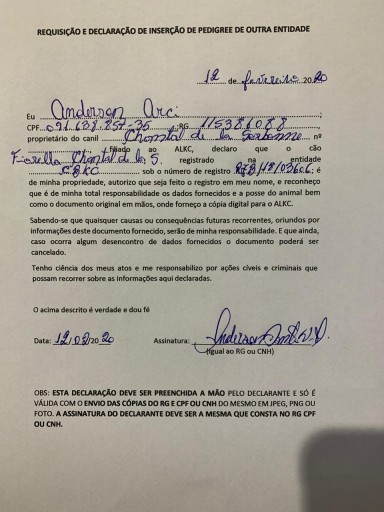 REQUISIÇÃO E DECLARAÇÃO DE INSERÇÃO DE PEDIGREE DE OUTRA ENTIDADE
12 de fevereiro 2020
Eu Anderson Arci;
CPF 091.638.857-35, RG 115386088,
proprietário do canil Chantal de la Sorbonne nº
, filiado ao ALKC, declaro que o cão
Fiorella Chantal de la S. registrado na entidade
CBKC sob o número de registro RJB/18/03606; é
de minha propriedade, autorizo que seja feito o registro em meu nome, e reconheço
que é de minha total responsabilidade os dados fornecidos e a posse do animal bem
como o documento original em mãos, onde forneço a cópia digital para o ALKC.
Sabendo-se que quaisquer causas ou consequências futuras recorrentes, oriundos por
informações deste documento fornecido, serão de minha responsabilidade. E que ainda,
caso ocorra algum desencontro de dados fornecidos o documento poderá ser
cancelado.
Tenho ciência dos meus atos e me responsabilizo por ações cíveis e criminais que
possam recorrer sobre as informações aqui declaradas.
O acima descrito é verdade e dou fé
Data: 12/02/2020 Assinatura: Anderson
(Igual ao RG ou CNH)
OBS: ESTA DECLARAÇÃO DEVE SER PREENCHIDA A MÃO PELO DECLARANTE E SÓ É
VÁLIDA COM O ENVIO DAS CÓPIAS DO RG E CPF OU CNH DO MESMO EM JPEG, PNG OU
FOTO. A ASSINATURA DO DECLARANTE DEVE SER A MESMA QUE CONSTA NO RG CPF
OU CNH.